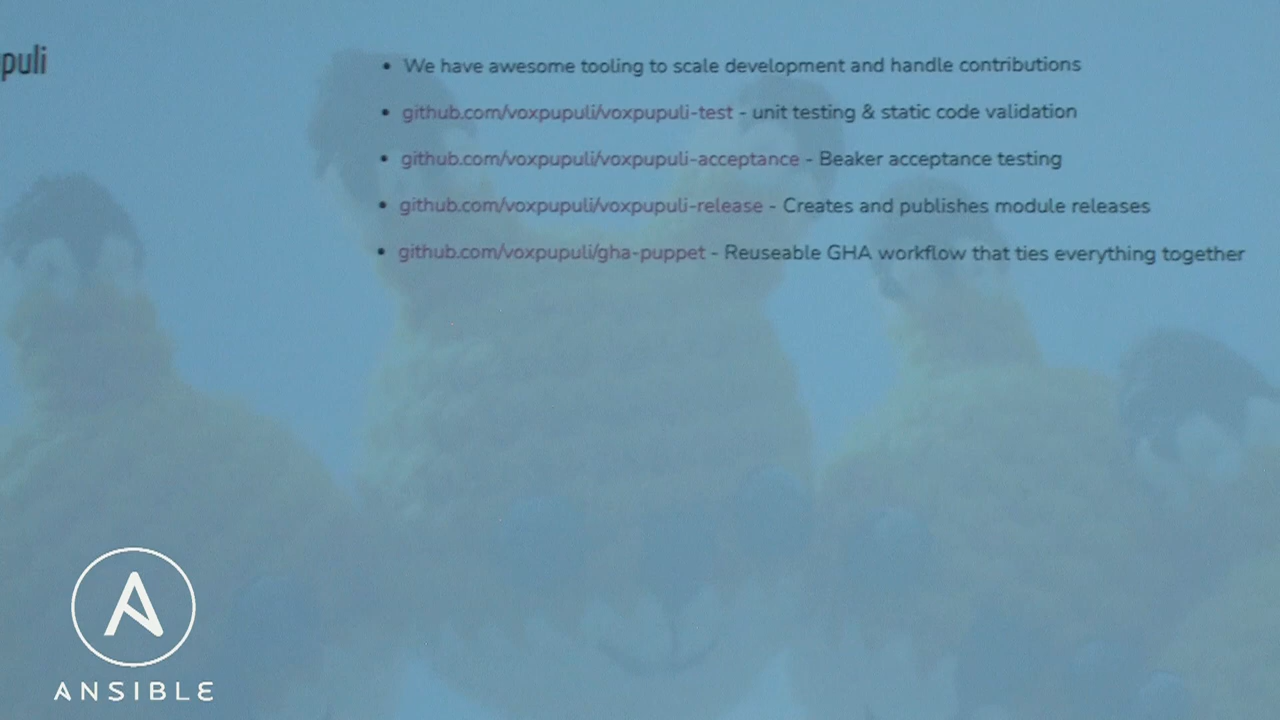 puli
We have awesome tooling to scale development and handle contributions
github.com/voxpupuli/voxpupuli-test - unit testing & static code validation
github.com/voxpupuli/voxpupuli-acceptance - Beaker acceptance testing
github.com/voxpupuli/voxpupuli-release - Creates and publishes module releases
github.com/voxpupuli/gha-puppet - Reuseable GHA workflow that ties everything together
ANSIBLE